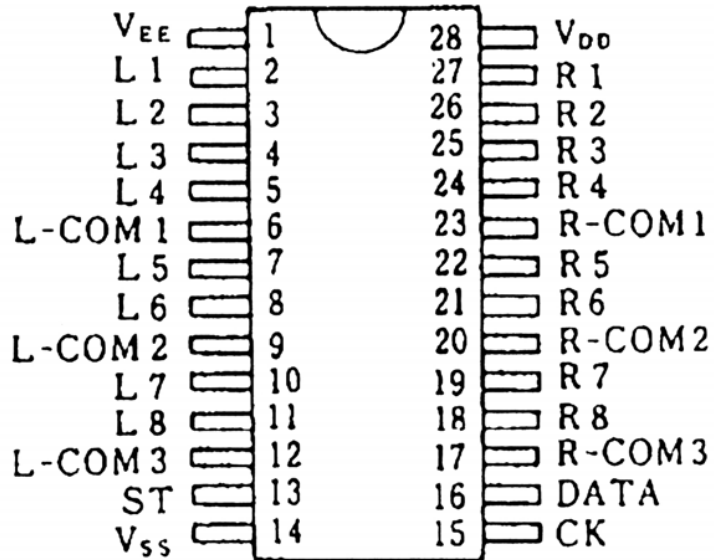 VEE 1 28 VDD
L1 2 27 R1
L2 3 26 R2
L3 4 25 R3
L4 5 24 R4
L-COM1 6 23 R-COM1
L5 7 22 R5
L6 8 21 R6
L-COM2 9 20 R-COM2
L7 10 19 R7
L8 11 18 R8
L-COM3 12 17 R-COM3
ST 13 16 DATA
VSS 14 15 CK